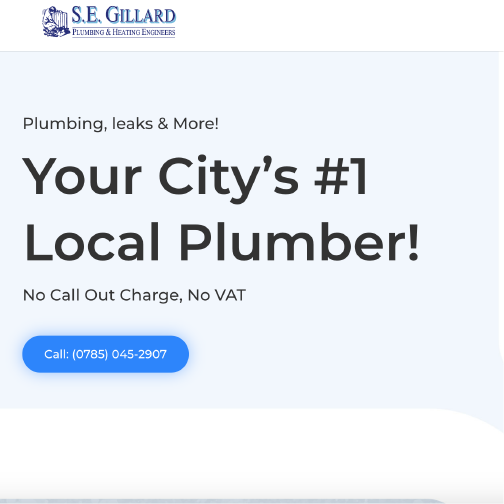 S.E. GILLARD
PLUMBING & HEATING ENGINEERS
Plumbing, leaks & More!
Your City’s #1
Local Plumber!
No Call Out Charge, No VAT
Call: (0785) 045-2907